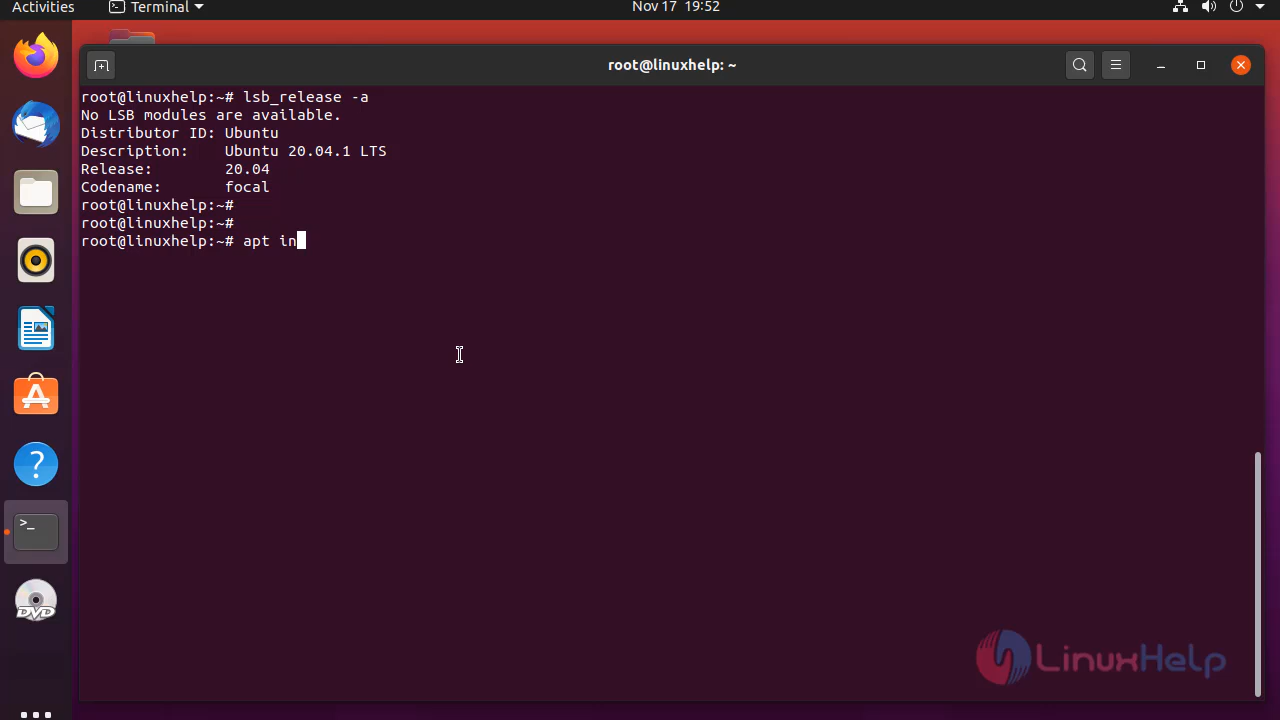 Activities Terminal Nov 17 19:52
root@linuxhelp: ~
root@linuxhelp:~# lsb_release -a
No LSB modules are available.
Distributor ID: Ubuntu
Description: Ubuntu 20.04.1 LTS
Release: 20.04
Codename: focal
root@linuxhelp:~#
root@linuxhelp:~#
root@linuxhelp:~# apt in
>_
DVD
LinuxHelp